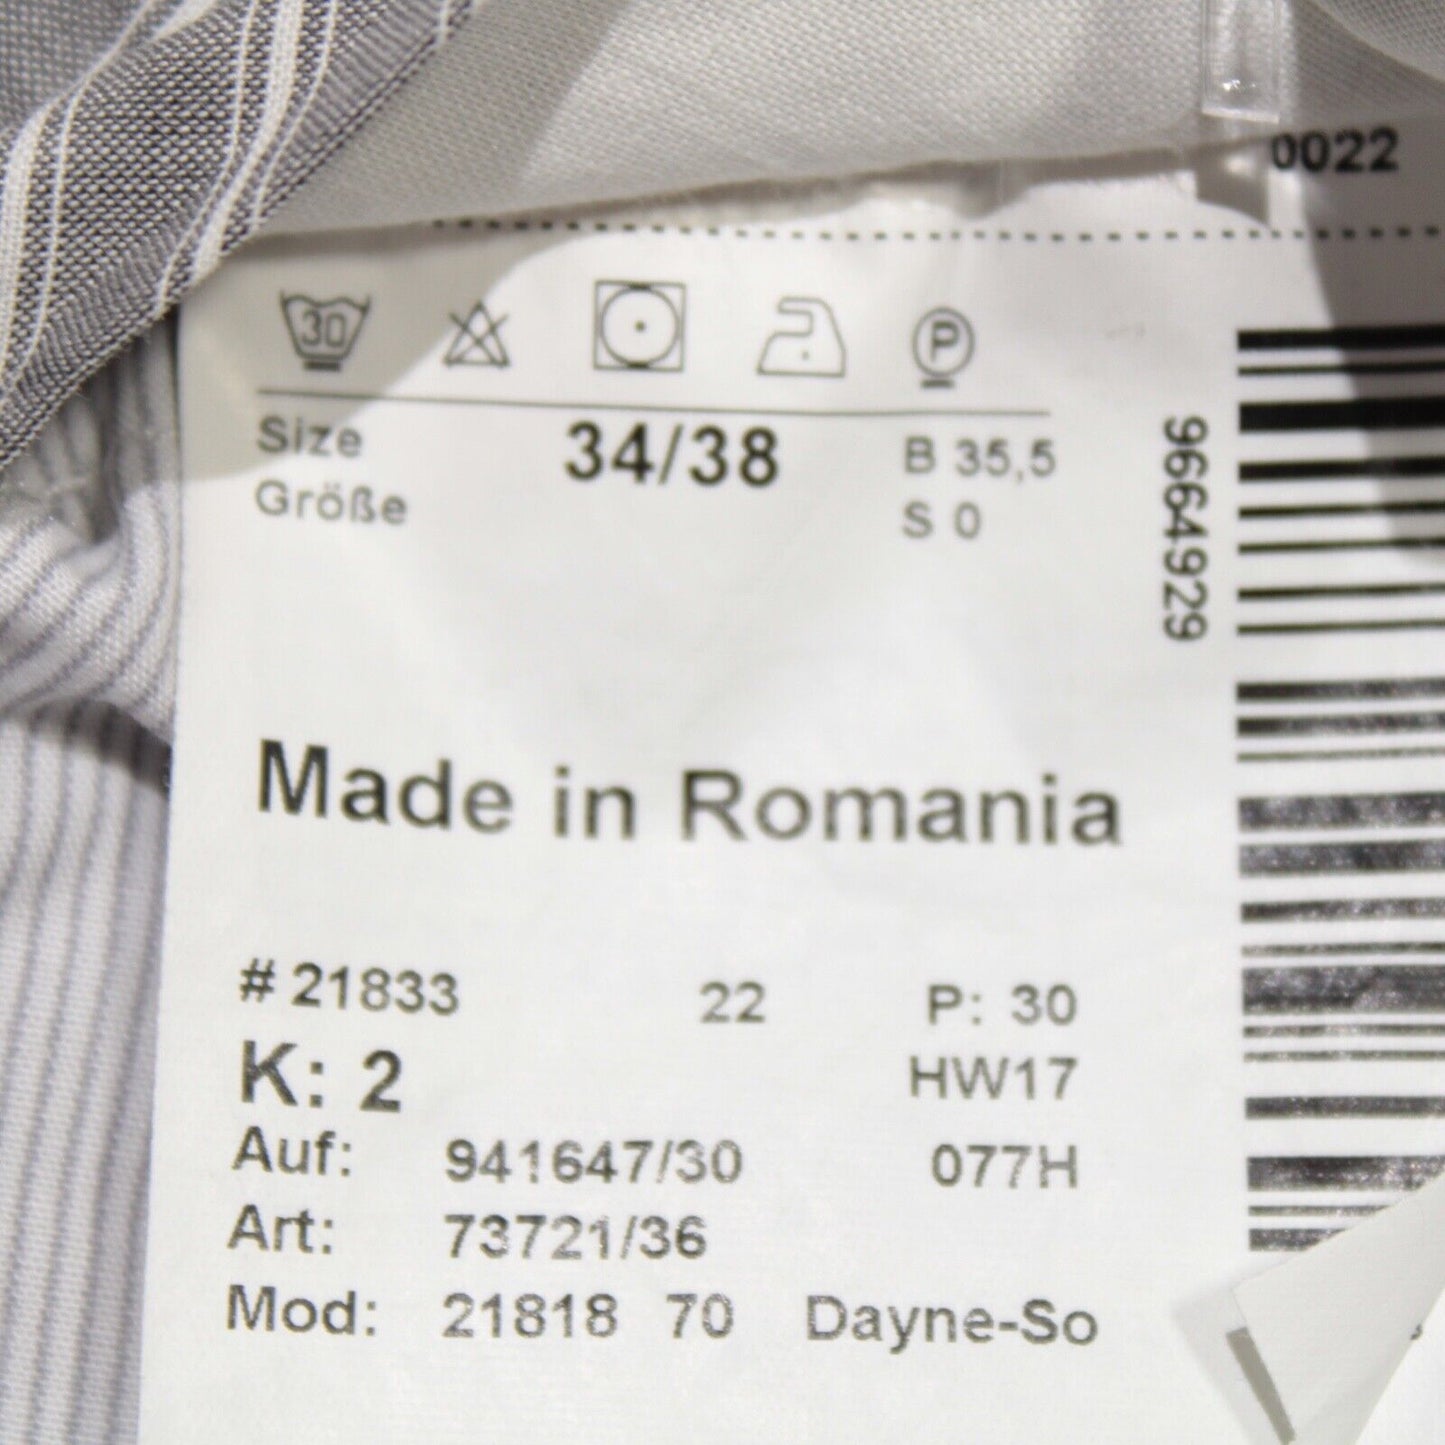 0022
30 P
Size 34/38 B 35,5
Größe S 0
9664929
Made in Romania
# 21833 22 P: 30
K: 2 HW17
Auf: 941647/30 077H
Art: 73721/36
Mod: 21818 70 Dayne-So